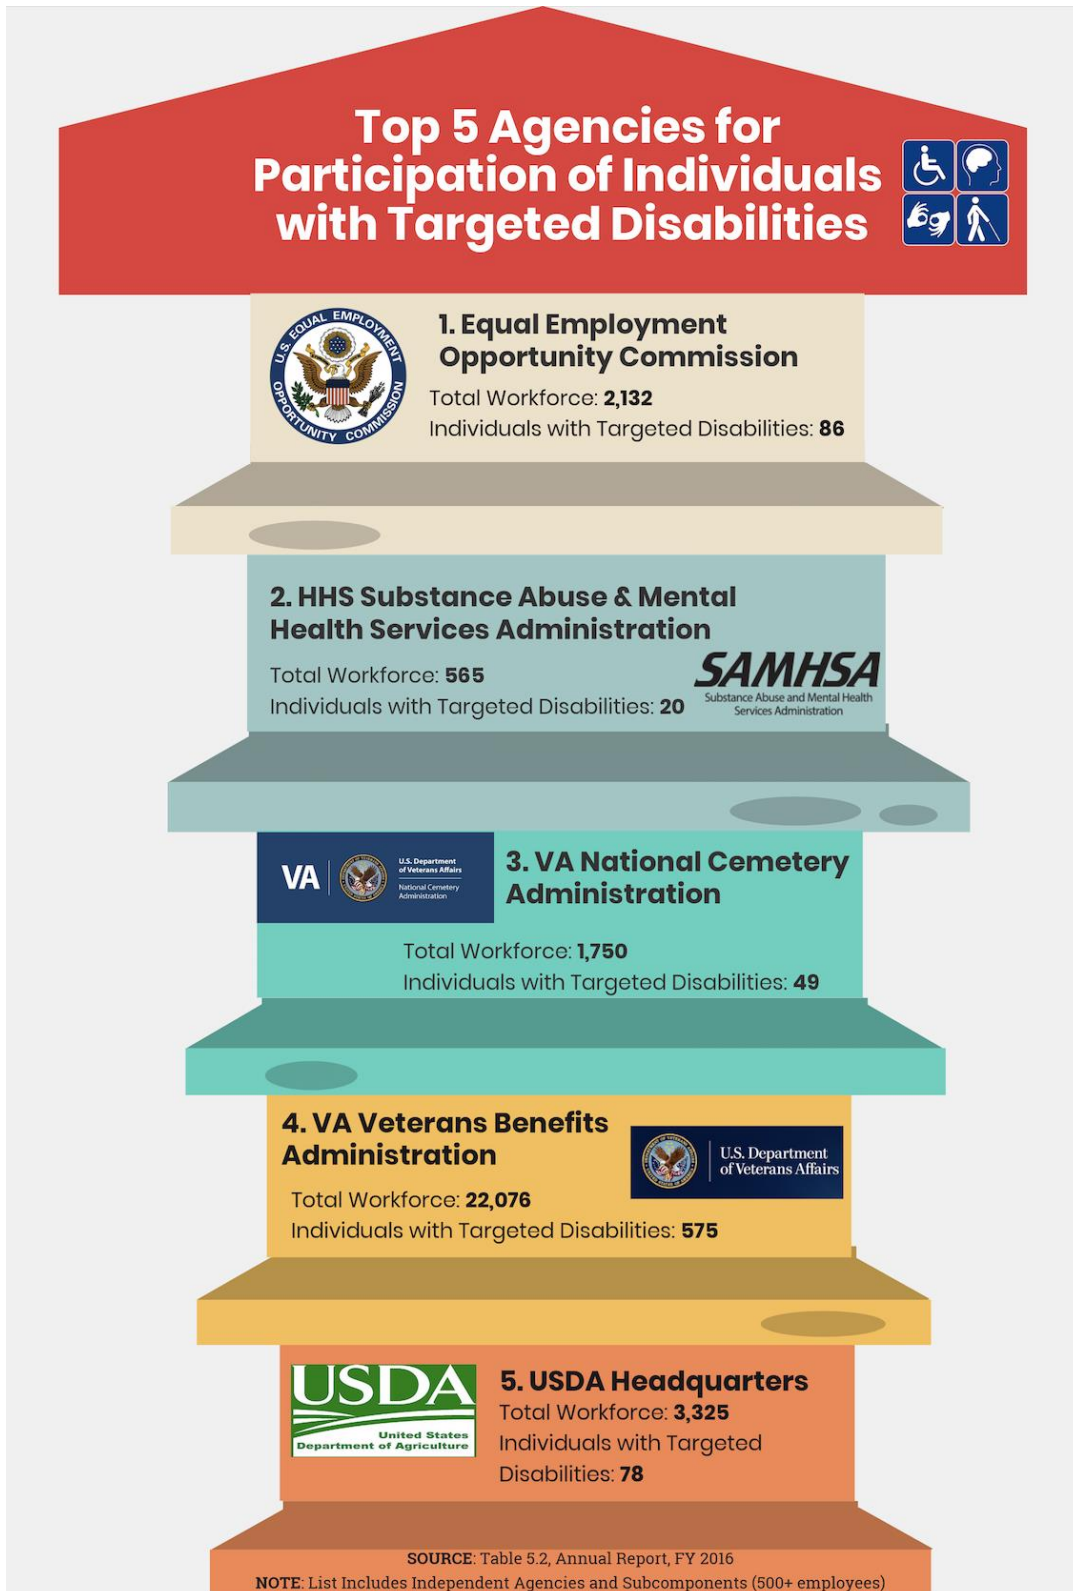 Top 5 Agencies for
Participation of Individuals
with Targeted Disabilities
U.S. EQUAL EMPLOYMENT
OPPORTUNITY COMMISSION
1. Equal Employment
Opportunity Commission
Total Workforce: 2,132
Individuals with Targeted Disabilities: 86
2. HHS Substance Abuse & Mental
Health Services Administration
Total Workforce: 565
Individuals with Targeted Disabilities: 20
SAMHSA
Substance Abuse and Mental Health
Services Administration
VA
U.S. Department
of Veterans Affairs
National Cemetery
Administration
3. VA National Cemetery
Administration
Total Workforce: 1,750
Individuals with Targeted Disabilities: 49
4. VA Veterans Benefits
Administration
U.S. Department
of Veterans Affairs
Total Workforce: 22,076
Individuals with Targeted Disabilities: 575
USDA
United States
Department of Agriculture
5. USDA Headquarters
Total Workforce: 3,325
Individuals with Targeted
Disabilities: 78
SOURCE: Table 5.2, Annual Report, FY 2016
NOTE: List Includes Independent Agencies and Subcomponents (500+ employees)